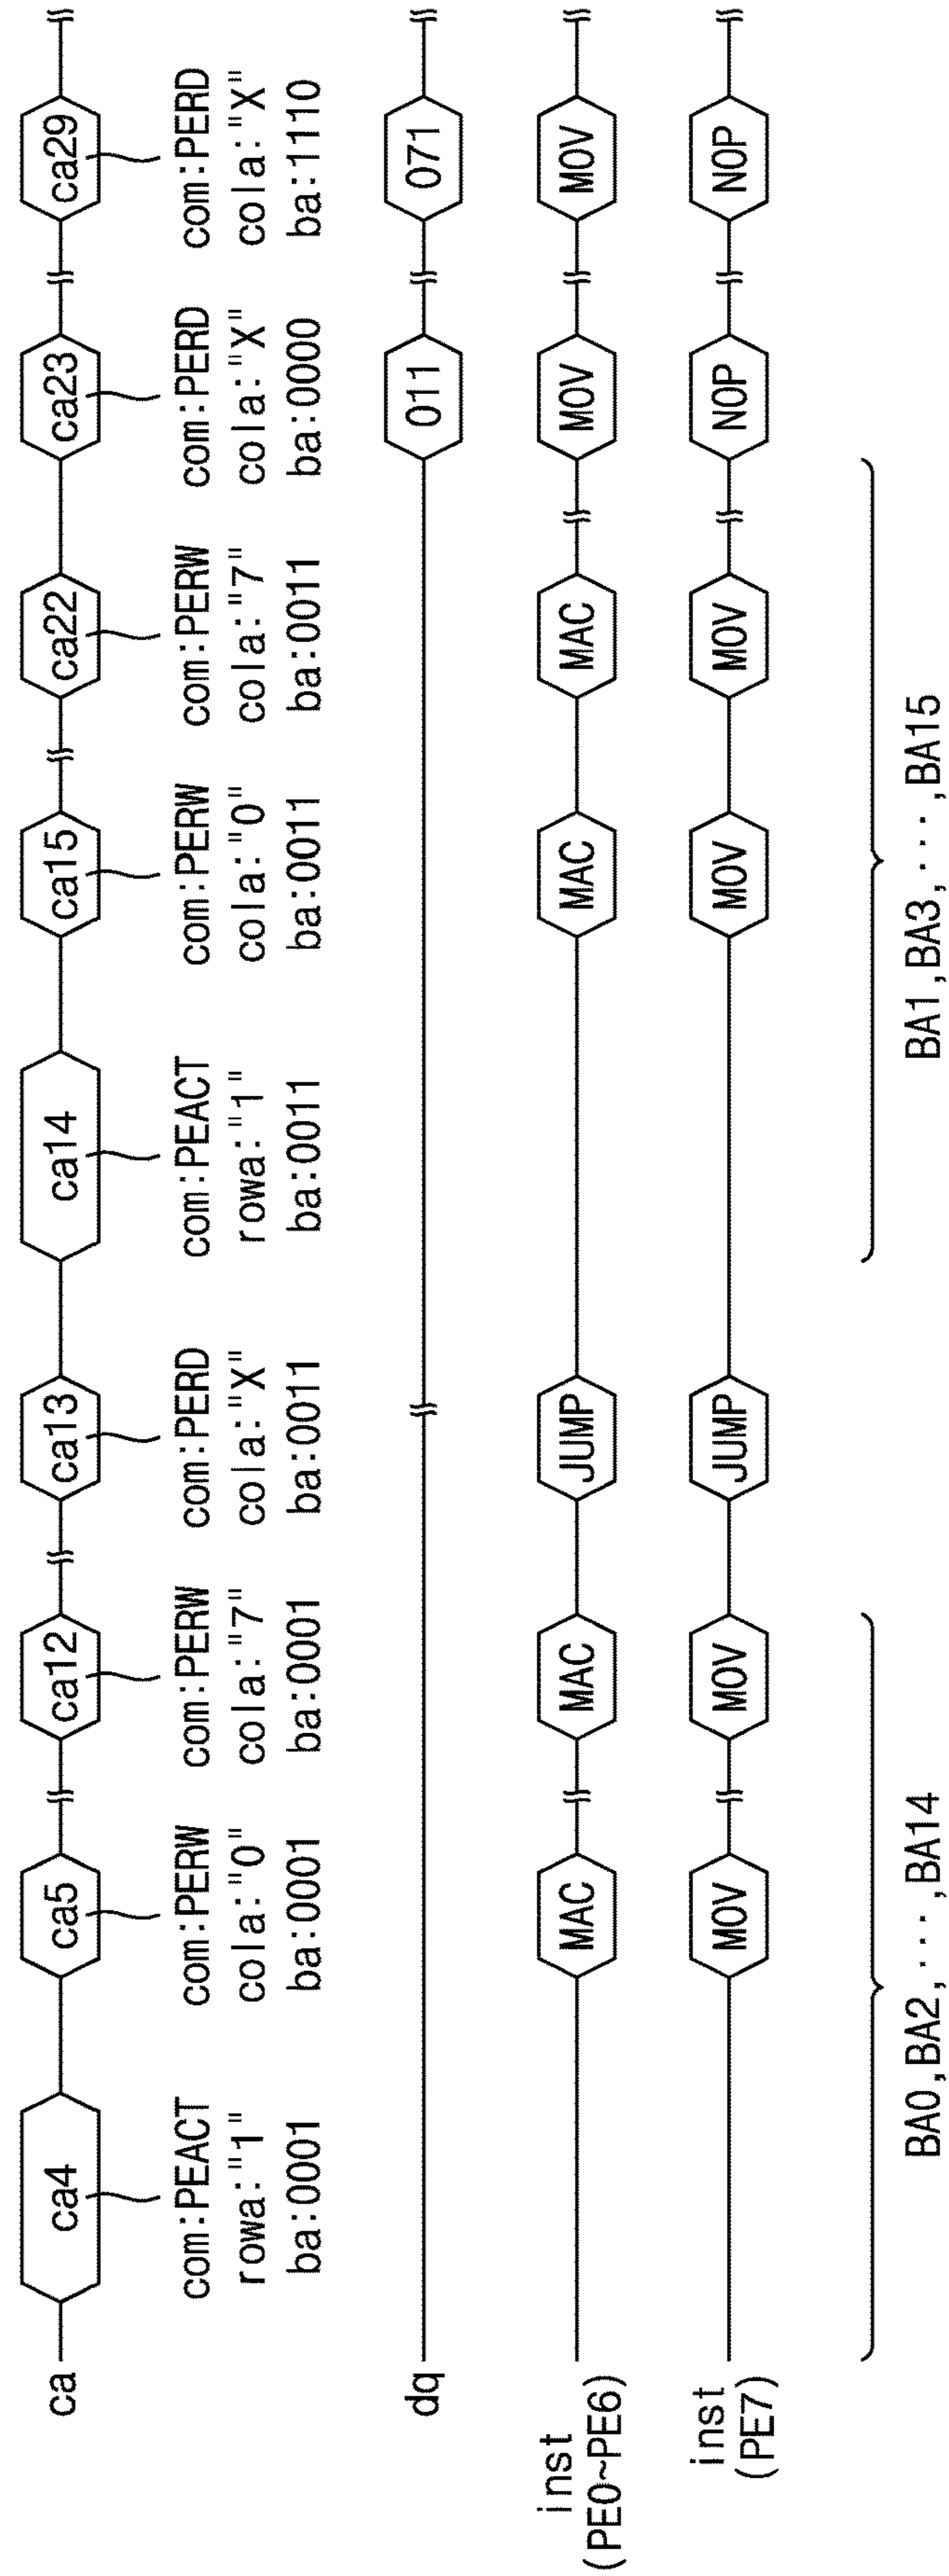 ca
ca4
ca5
ca12
ca13
ca14
ca15
ca22
ca23
ca29
com:PEACT
rowa:"1"
ba:0001
com:PERW
cola:"0"
ba:0001
com:PERW
cola:"7"
ba:0001
com:PERD
cola:"X"
ba:0011
com:PEACT
rowa:"1"
ba:0011
com:PERW
cola:"0"
ba:0011
com:PERW
cola:"7"
ba:0011
com:PERD
cola:"X"
ba:0000
com:PERD
cola:"X"
ba:1110
dq
O11
O71
inst
(PE0~PE6)
MAC
MAC
JUMP
MAC
MAC
MOV
MOV
inst
(PE7)
MOV
MOV
JUMP
MOV
MOV
NOP
NOP
BA0,BA2,···,BA14
BA1,BA3,···,BA15